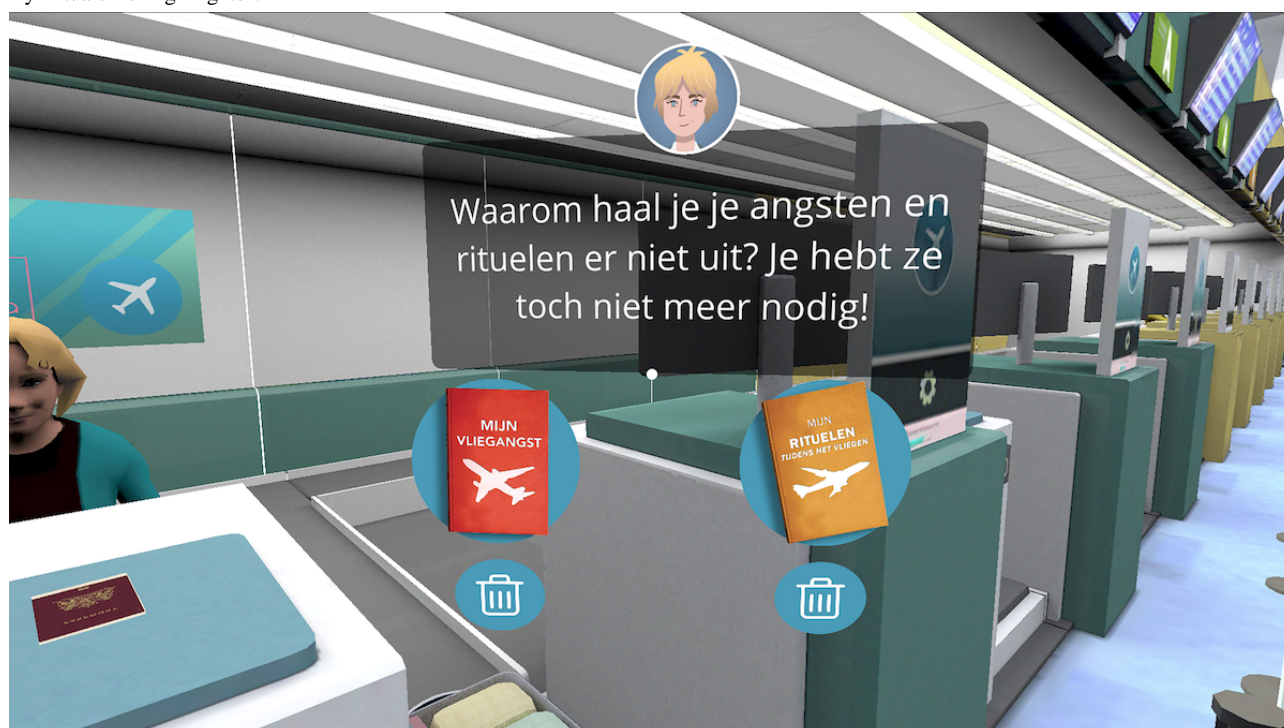 Waarom haal je je angsten en
rituelen er niet uit? Je hebt ze
toch niet meer nodig!
MIJN
VLIEGANGST
MIJN
RITUELEN
TIJDENS HET VLIEGEN